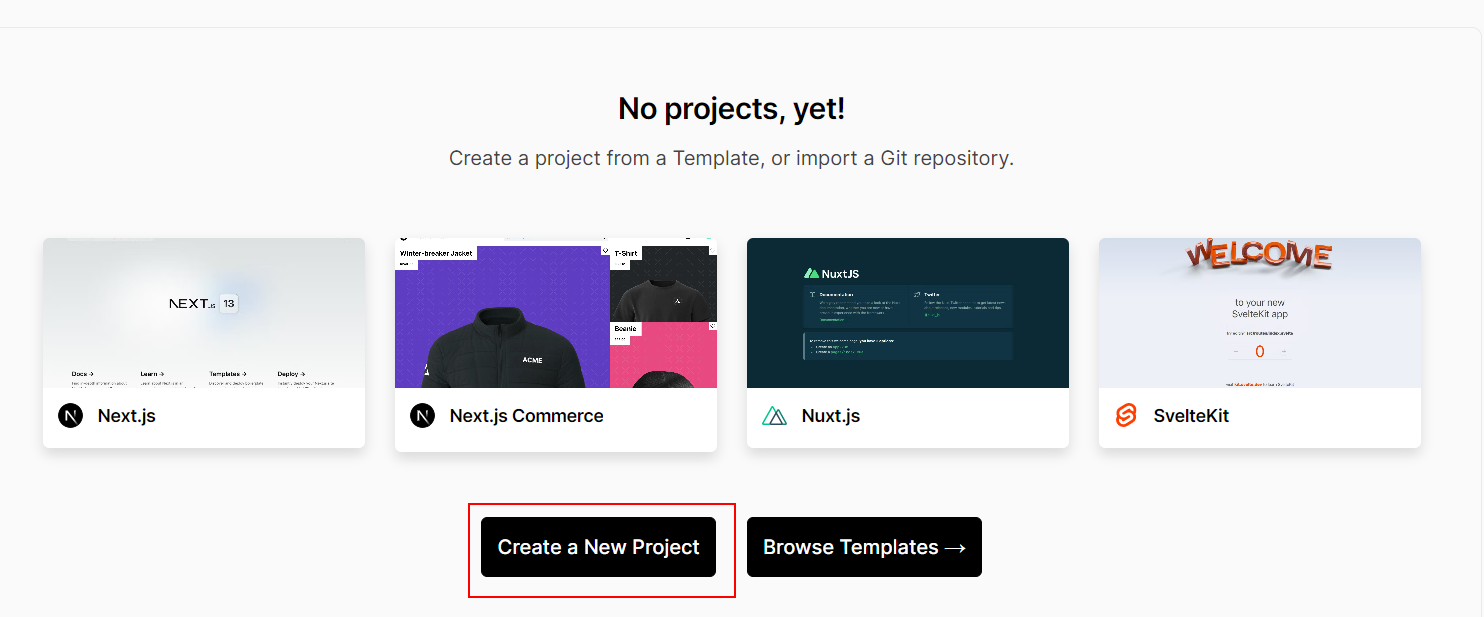 No projects, yet!
Create a project from a Template, or import a Git repository.
NEXT.JS 13
Docs →
Learn →
Templates →
Deploy →
Next.js
Winter-breaker Jacket
T-Shirt
Beanie
ACME
Next.js Commerce
NuxtJS
Documentation
Twitter
Nuxt.js
WELCOME
to your new
SvelteKit app
0
SvelteKit
Create a New Project
Browse Templates →